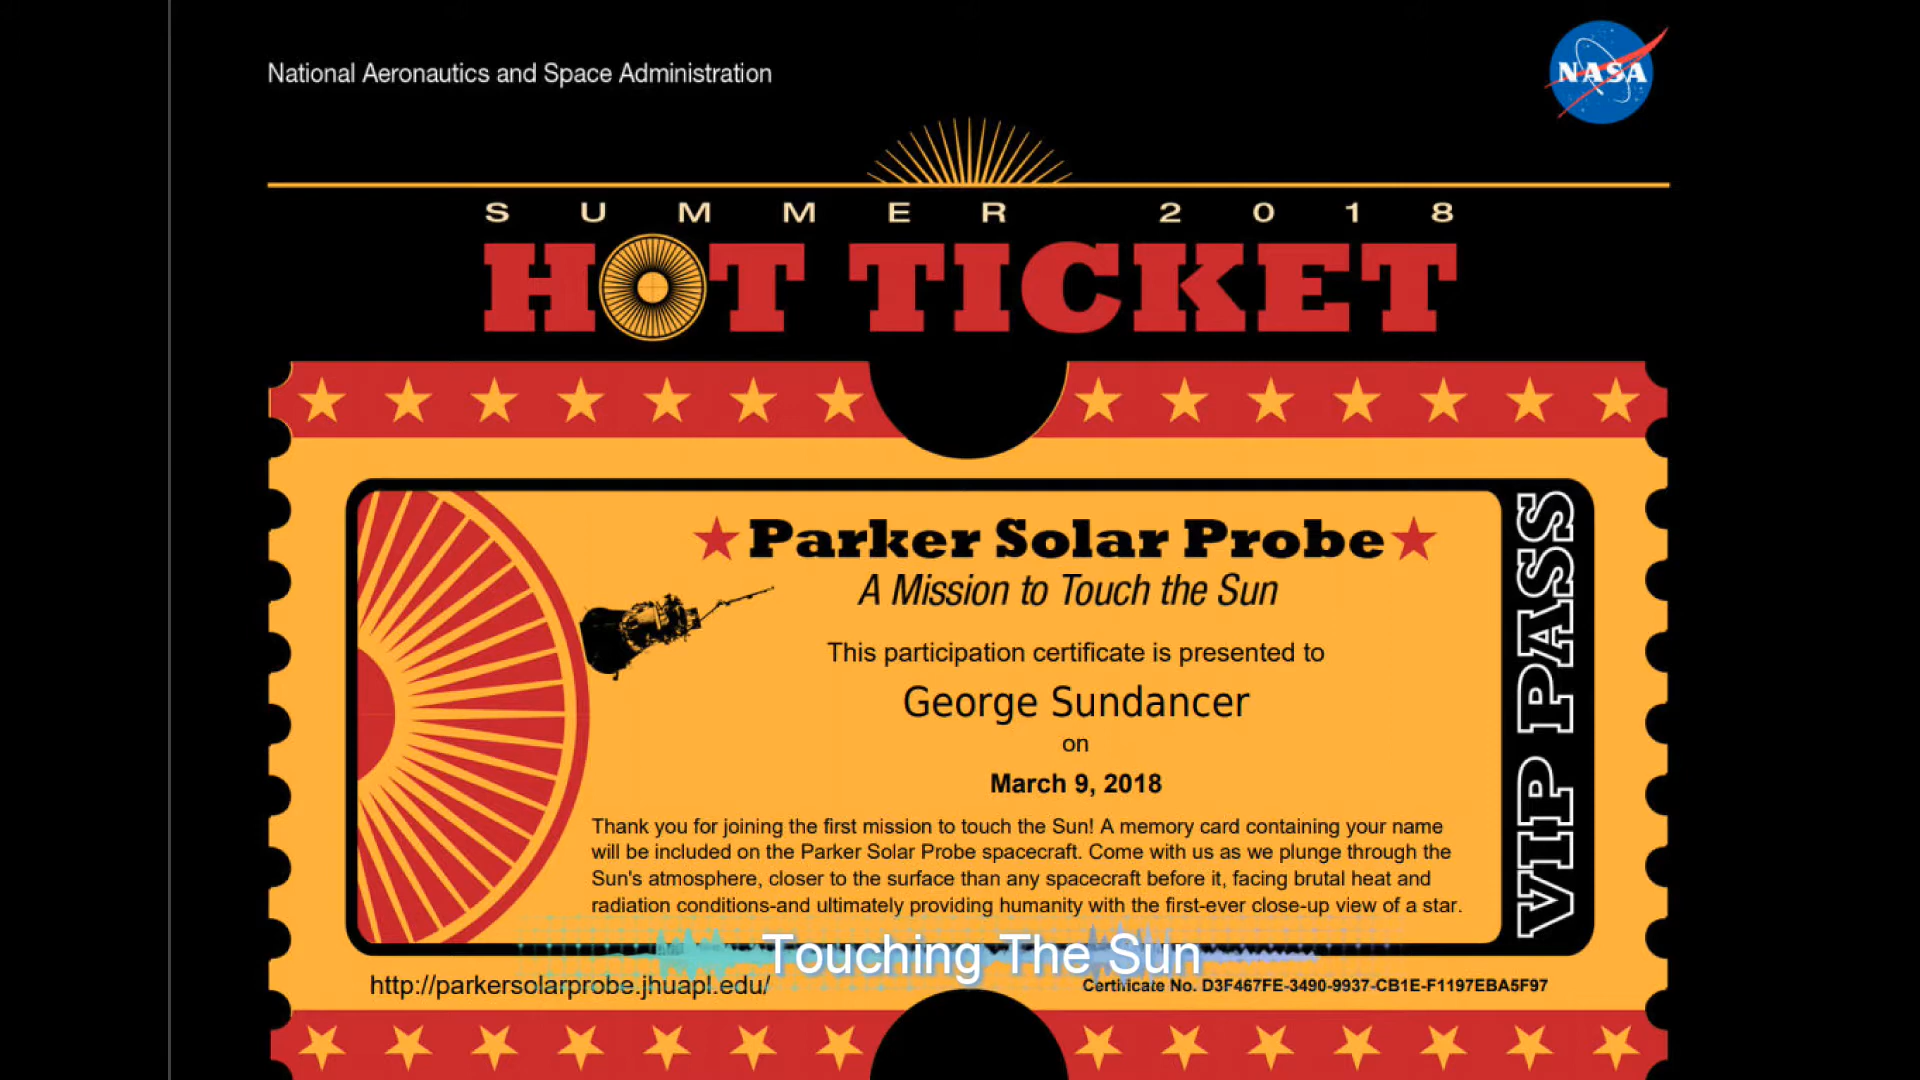 National Aeronautics and Space Administration
NASA
SUMMER 2018
HOT TICKET
Parker Solar Probe
A Mission to Touch the Sun
This participation certificate is presented to
George Sundancer
on
March 9, 2018
Thank you for joining the first mission to touch the Sun! A memory card containing your name
will be included on the Parker Solar Probe spacecraft. Come with us as we plunge through the
Sun's atmosphere, closer to the surface than any spacecraft before it, facing brutal heat and
radiation conditions-and ultimately providing humanity with the first-ever close-up view of a star.
VIP PASS
Touching The Sun
http://parkersolarprobe.jhuapl.edu/
Certificate No. D3F467FE-3490-9937-CB1E-F1197EBA5F97